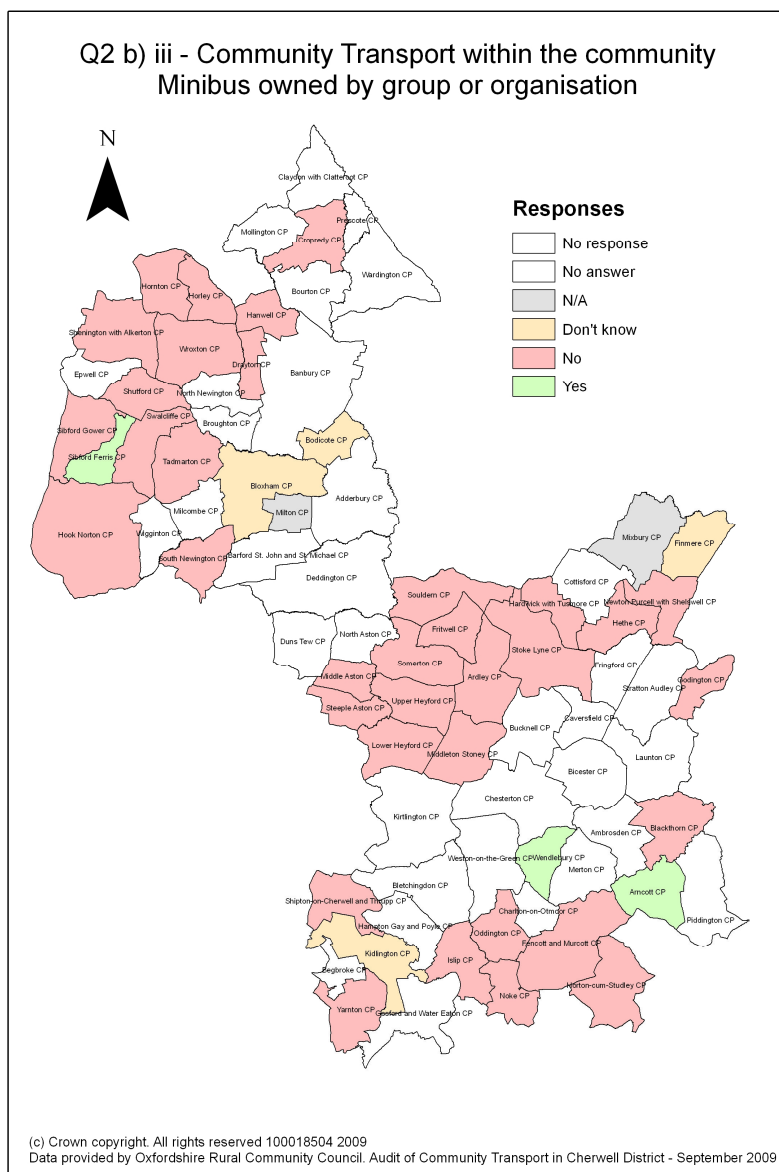 Q2 b) iii - Community Transport within the community
Minibus owned by group or organisation
N
Responses
No response
No answer
N/A
Don't know
No
Yes
Claydon with Clattercot CP
Prescote CP
Mollington CP
Cropredy CP
Wardington CP
Bourton CP
Hornton CP
Horley CP
Hanwell CP
Shenington with Alkerton CP
Wroxton CP
Drayton CP
Banbury CP
Epwell CP
Shutford CP
North Newington CP
Swalcliffe CP
Broughton CP
Sibford Gower CP
Bodicote CP
Sibford Ferris CP
Tadmarton CP
Bloxham CP
Adderbury CP
Milcombe CP
Milton CP
Hook Norton CP
Wigginton CP
Mixbury CP
Finmere CP
South Newington CP
Barford St. John and St. Michael CP
Deddington CP
Cottisford CP
Souldern CP
Hardwick with Tusmore CP
Newton Purcell with Shelswell CP
Hethe CP
Fritwell CP
North Aston CP
Duns Tew CP
Stoke Lyne CP
Somerton CP
Fringford CP
Middle Aston CP
Ardley CP
Godington CP
Stratton Audley CP
Upper Heyford CP
Steeple Aston CP
Caversfield CP
Bucknell CP
Lower Heyford CP
Middleton Stoney CP
Launton CP
Bicester CP
Chesterton CP
Kirtlington CP
Blackthorn CP
Ambrosden CP
Weston-on-the-Green CP
Wendlebury CP
Merton CP
Bletchingdon CP
Arncott CP
Shipton-on-Cherwell and Thrupp CP
Charlton-on-Otmoor CP
Piddington CP
Hampton Gay and Poyle CP
Oddington CP
Fencott and Murcott CP
Kidlington CP
Islip CP
Begbroke CP
Horton-cum-Studley CP
Noke CP
Yarnton CP
Gosford and Water Eaton CP
(c) Crown copyright. All rights reserved 100018504 2009
Data provided by Oxfordshire Rural Community Council. Audit of Community Transport in Cherwell District - September 2009